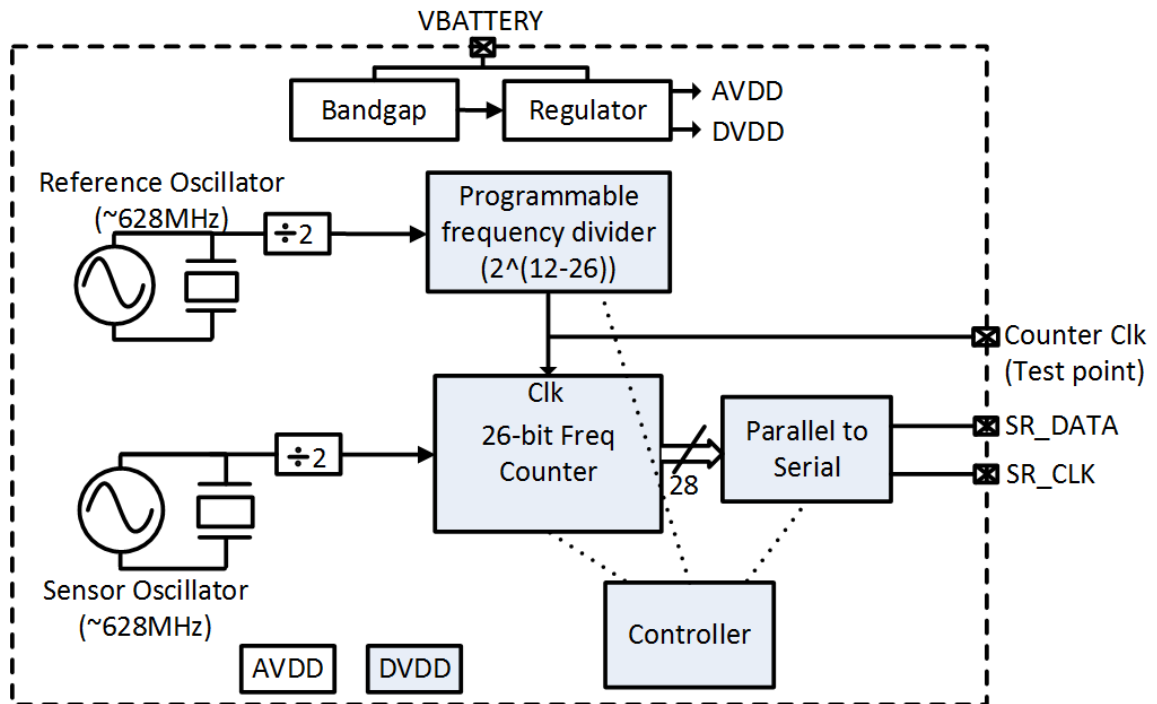 VBATTERY
Bandgap
Regulator
AVDD
DVDD
Reference Oscillator
(~628MHz)
÷2
Programmable
frequency divider
(2^(12-26))
Counter Clk
(Test point)
Clk
26-bit Freq
Counter
÷2
28
Parallel to
Serial
SR_DATA
SR_CLK
Sensor Oscillator
(~628MHz)
Controller
AVDD
DVDD